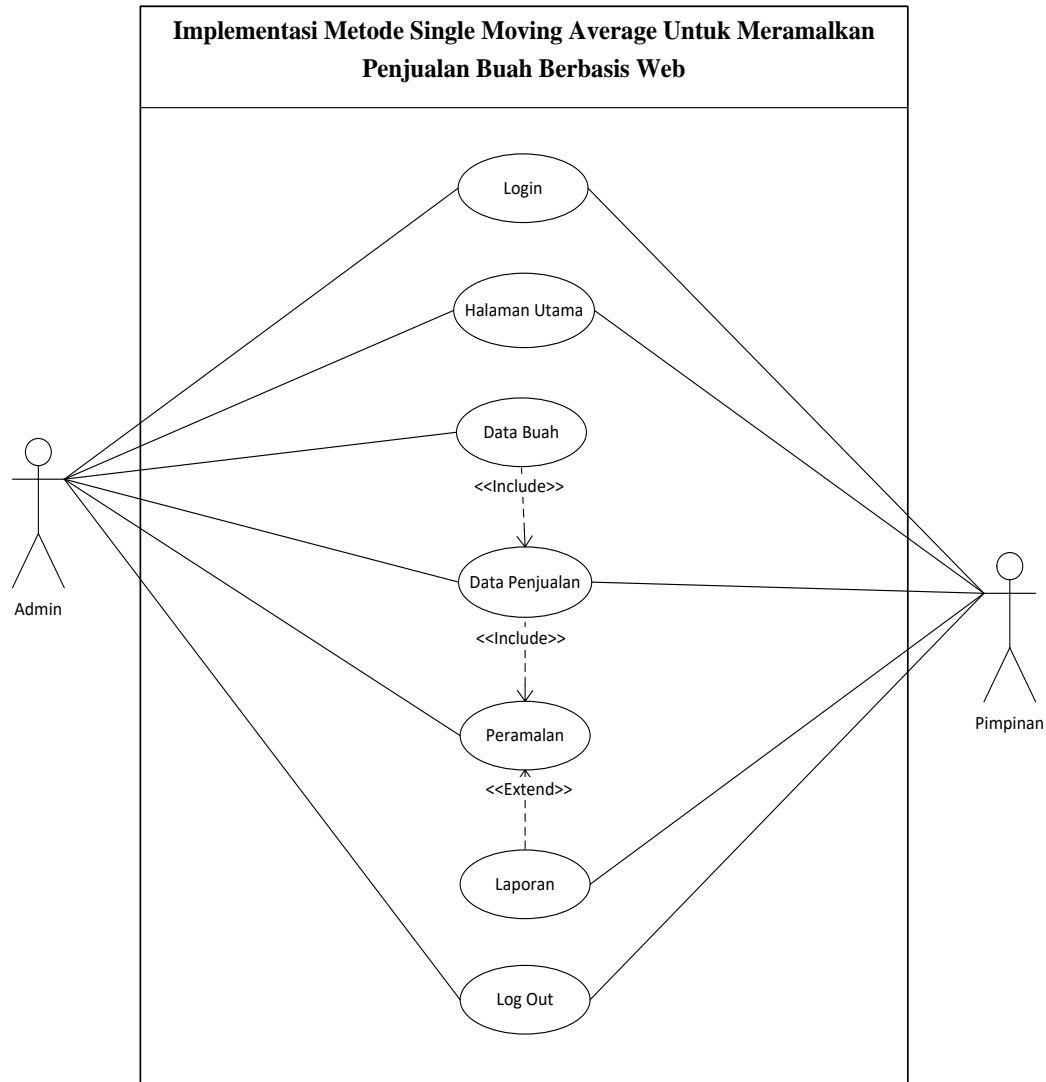 Implementasi Metode Single Moving Average Untuk Meramalkan
Penjualan Buah Berbasis Web
Login
Halaman Utama
Data Buah
<<Include>>
Data Penjualan
<<Include>>
Peramalan
<<Extend>>
Laporan
Log Out
Admin
Pimpinan